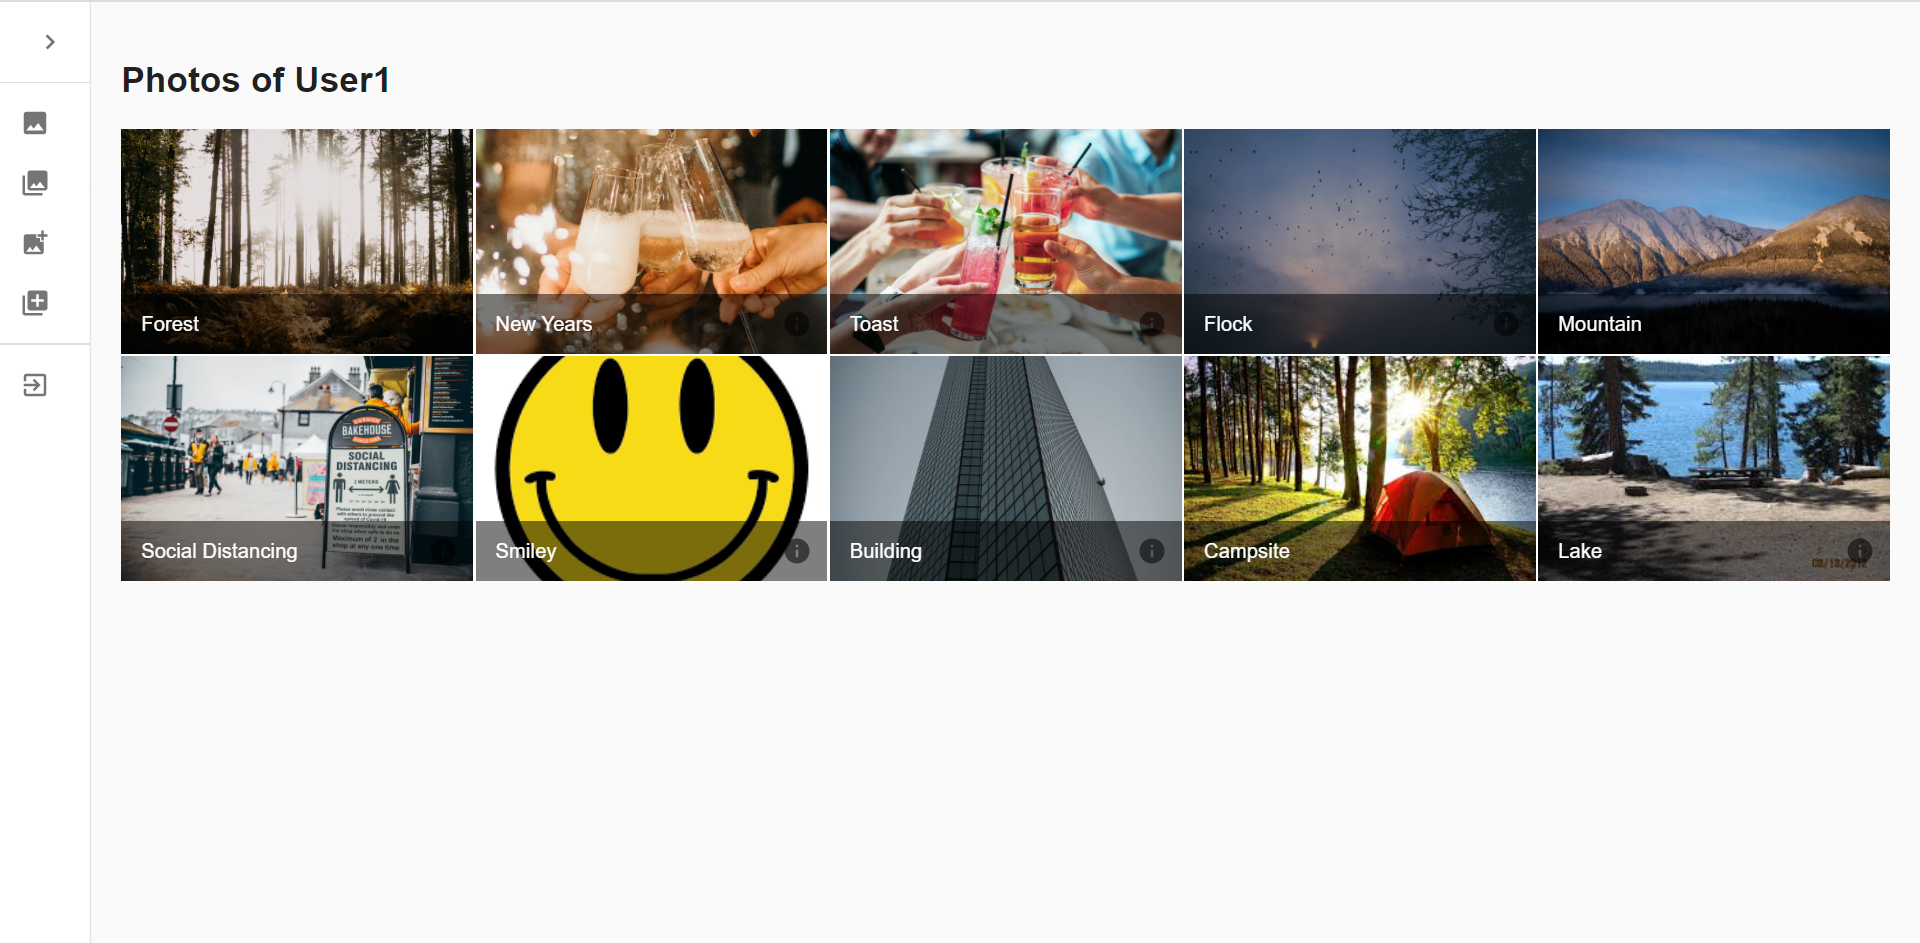 Photos of User1
Forest
New Years
Toast
Flock
Mountain
BAKEHOUSE
SOCIAL
DISTANCING
2 METERS
Please avoid close contact
with others to prevent the
spread of Covid-19
Maximum of 2 in the
shop at any one time
Social Distancing
Smiley
Building
Campsite
Lake